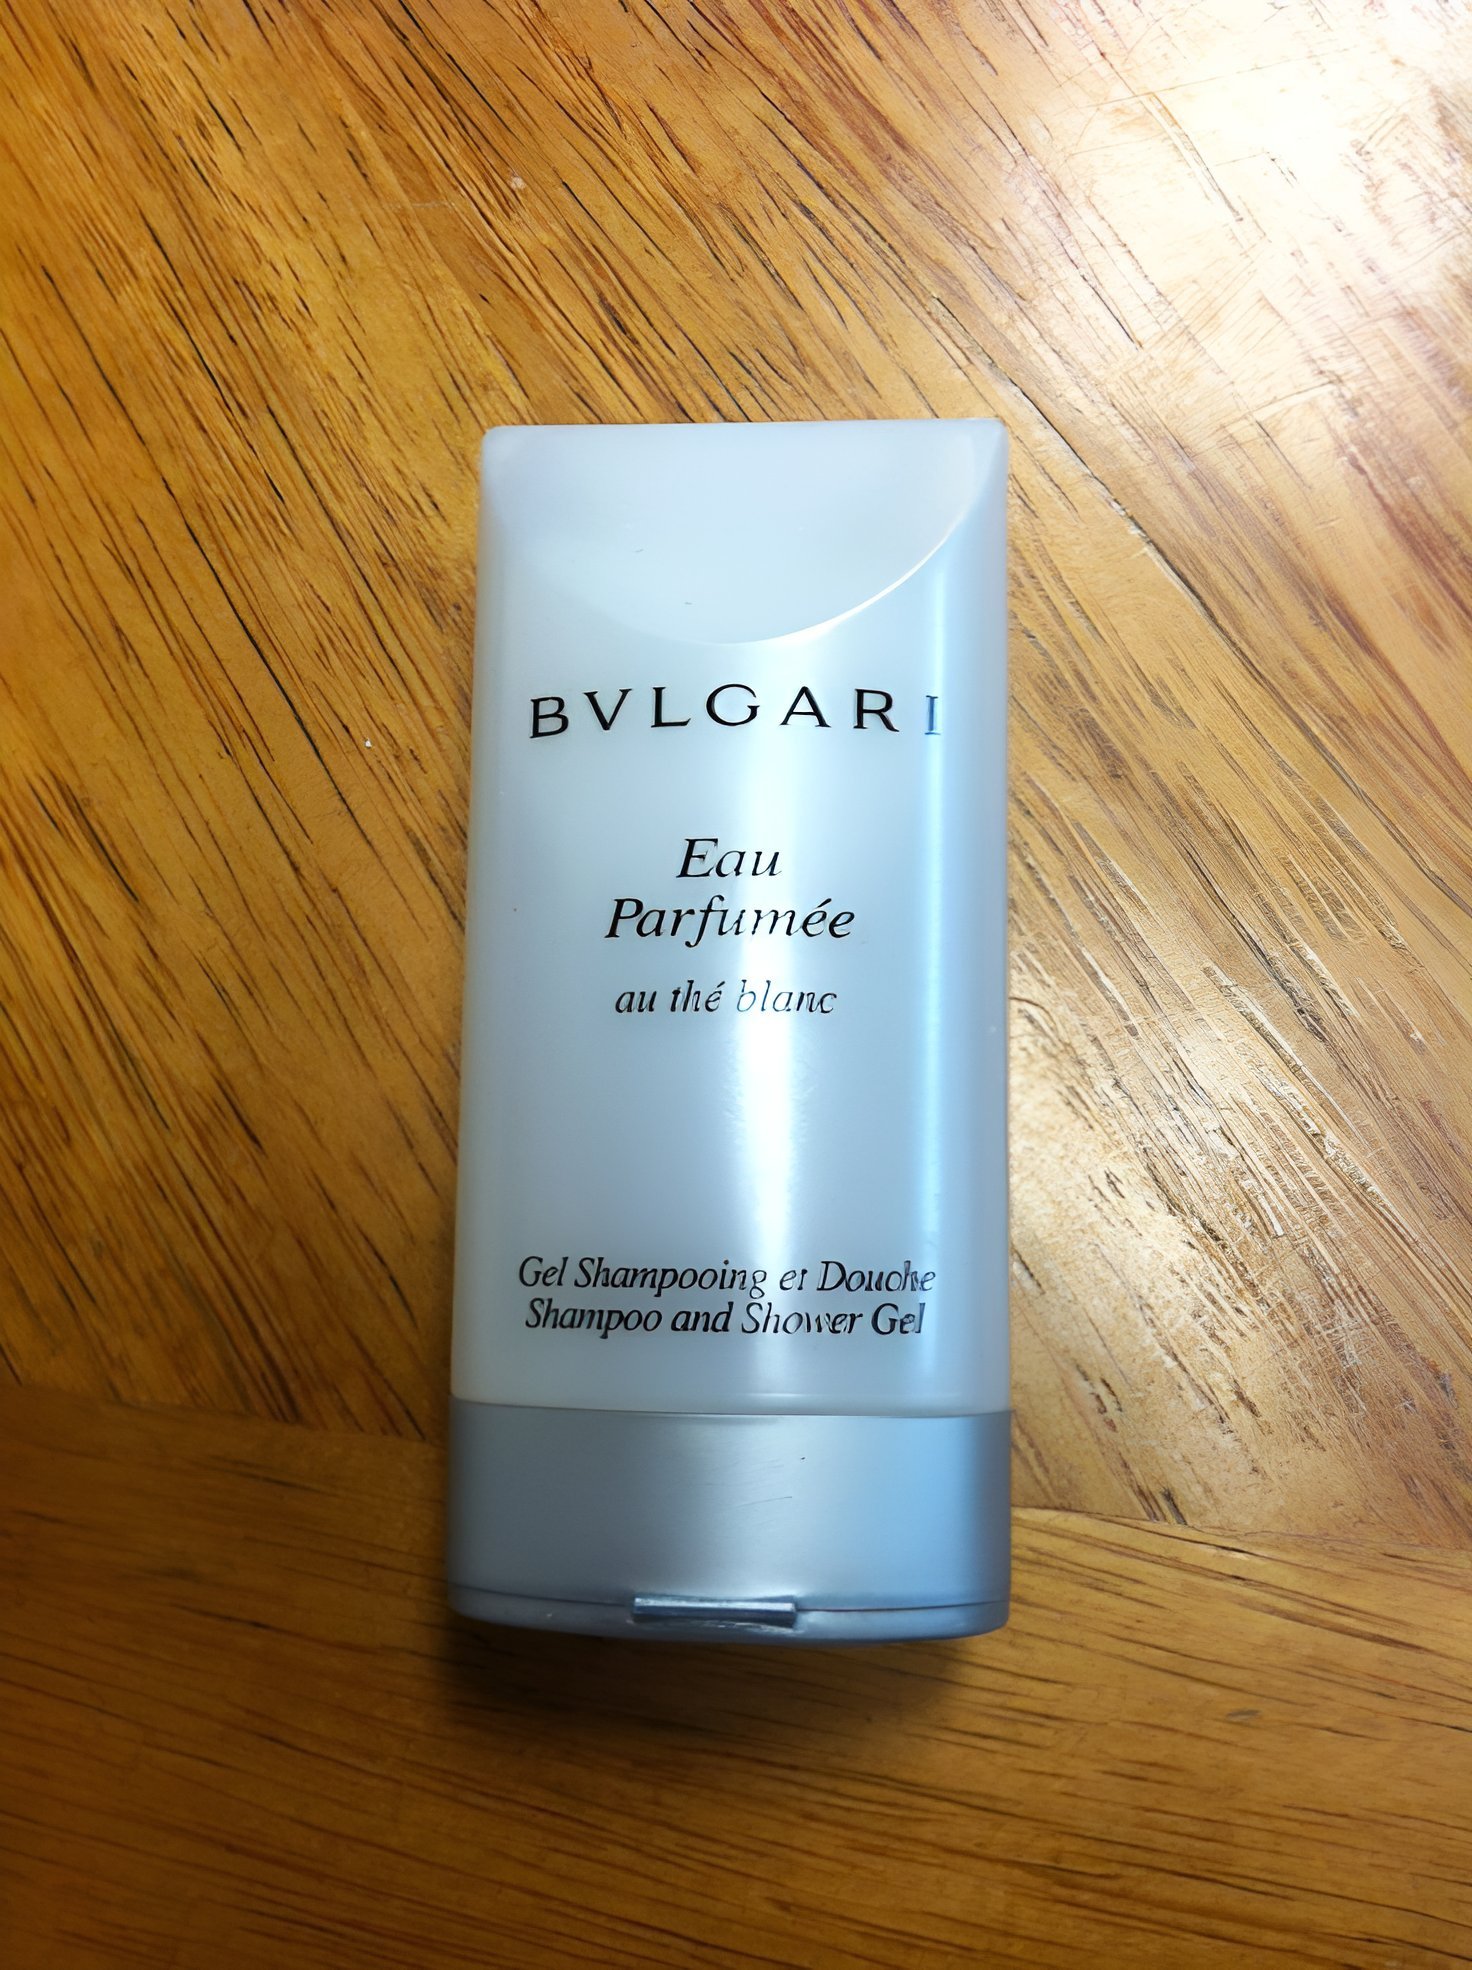 BVLGARI
Eau
Parfumée
au thé blanc
Gel Shampooing et Douche
Shampoo and Shower Gel